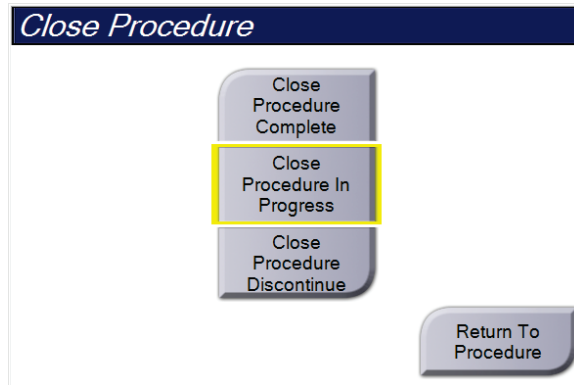 Close Procedure
Close
Procedure
Complete
Close
Procedure In
Progress
Close
Procedure
Discontinue
Return To
Procedure